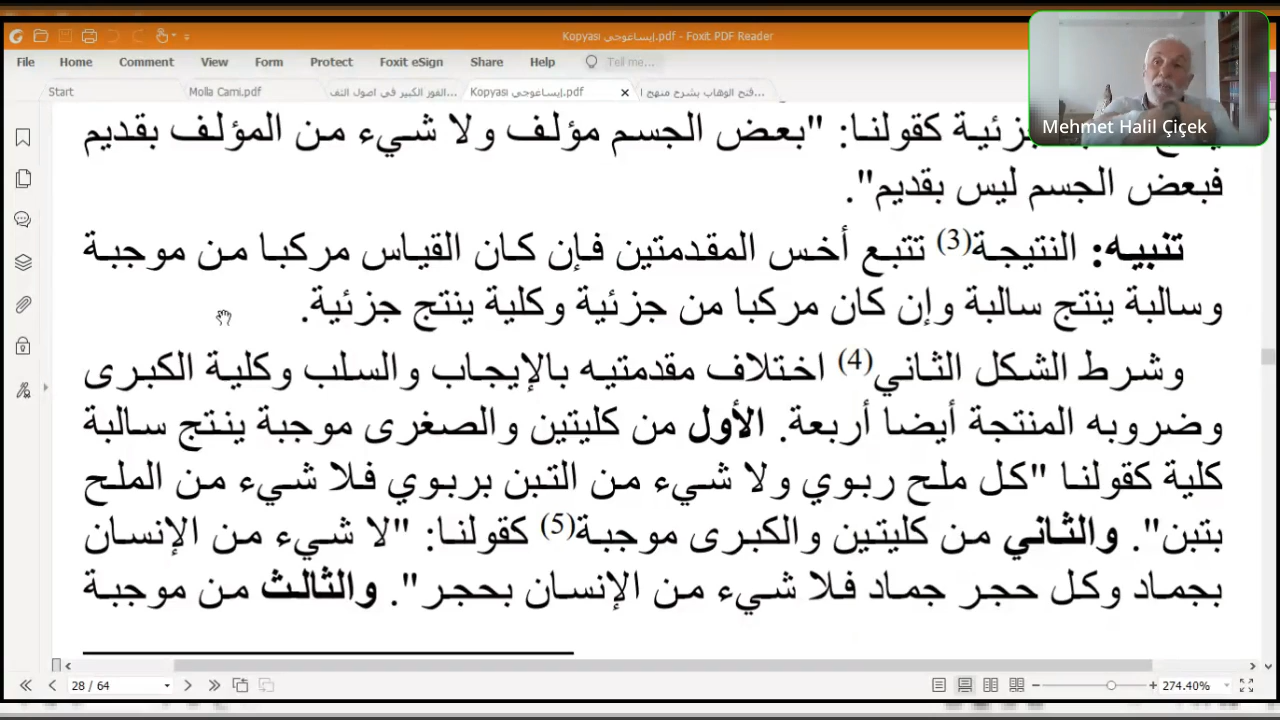 إيساغوجي Kopyası.pdf - Foxit PDF Reader
File Home Comment View Form Protect Foxit eSign Share Help Tell me...
Start Molla Cami.pdf الفوز الكبير في اصول التف... إيساغوجي Kopyası.pdf فتح الوهاب بشرح منهج ا...
Mehmet Halil Çiçek
جزئية كقولنا: "بعض الجسم مؤلف ولا شيء من المؤلف بقديم
فبعض الجسم ليس بقديم".
تنبيه: النتيجة(3) تتبع أخس المقدمتين فإن كان القياس مركبا من موجبة
وسالبة ينتج سالبة وإن كان مركبا من جزئية وكلية ينتج جزئية.
وشرط الشكل الثاني(4) اختلاف مقدمتيه بالإيجاب والسلب وكلية الكبرى
وضروبه المنتجة أيضا أربعة. الأول من كليتين والصغرى موجبة ينتج سالبة
كلية كقولنا "كل ملح ربوي ولا شيء من التبن بربوي فلا شيء من الملح
بتبن". والثاني من كليتين والكبرى موجبة(5) كقولنا: "لا شيء من الإنسان
بجماد وكل حجر جماد فلا شيء من الإنسان بحجر". والثالث من موجبة
28 / 64 274.40%